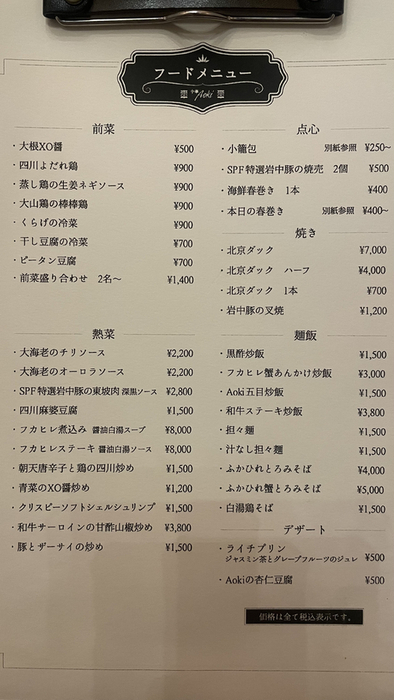 フードメニュー
Aoki
前菜
・大根XO醤 ¥500
・四川よだれ鶏 ¥900
・蒸し鶏の生姜ネギソース ¥900
・大山鶏の棒棒鶏 ¥900
・くらげの冷菜 ¥900
・干し豆腐の冷菜 ¥700
・ピータン豆腐 ¥700
・前菜盛り合わせ 2名〜 ¥1,400
熱菜
・大海老のチリソース ¥2,200
・大海老のオーロラソース ¥2,200
・SPF特選岩中豚の東坡肉 深黒ソース ¥2,800
・四川麻婆豆腐 ¥1,500
・フカヒレ煮込み 醤油白湯スープ ¥8,000
・フカヒレステーキ 醤油白湯ソース ¥8,000
・朝天唐辛子と鶏の四川炒め ¥1,500
・青菜のXO醤炒め ¥1,200
・クリスピーソフトシェルシュリンプ ¥1,500
・和牛サーロインの甘酢山椒炒め ¥3,800
・豚とザーサイの炒め ¥1,500
点心
・小籠包 別紙参照 ¥250〜
・SPF特選岩中豚の焼売 2個 ¥500
・海鮮春巻き 1本 ¥400
・本日の春巻き 別紙参照 ¥400〜
焼き
・北京ダック ¥7,000
・北京ダック ハーフ ¥4,000
・北京ダック 1本 ¥700
・岩中豚の叉焼 ¥1,200
麺飯
・黒酢炒飯 ¥1,500
・フカヒレ蟹あんかけ炒飯 ¥3,000
・Aoki五目炒飯 ¥1,500
・和牛ステーキ炒飯 ¥3,800
・担々麺 ¥1,500
・汁なし担々麺 ¥1,500
・ふかひれとろみそば ¥4,000
・ふかひれ蟹とろみそば ¥5,000
・白湯鶏そば ¥1,500
デザート
・ライチプリン
ジャスミン茶とグレープフルーツのジュレ ¥500
・Aokiの杏仁豆腐 ¥500
価格は全て税込表示です。